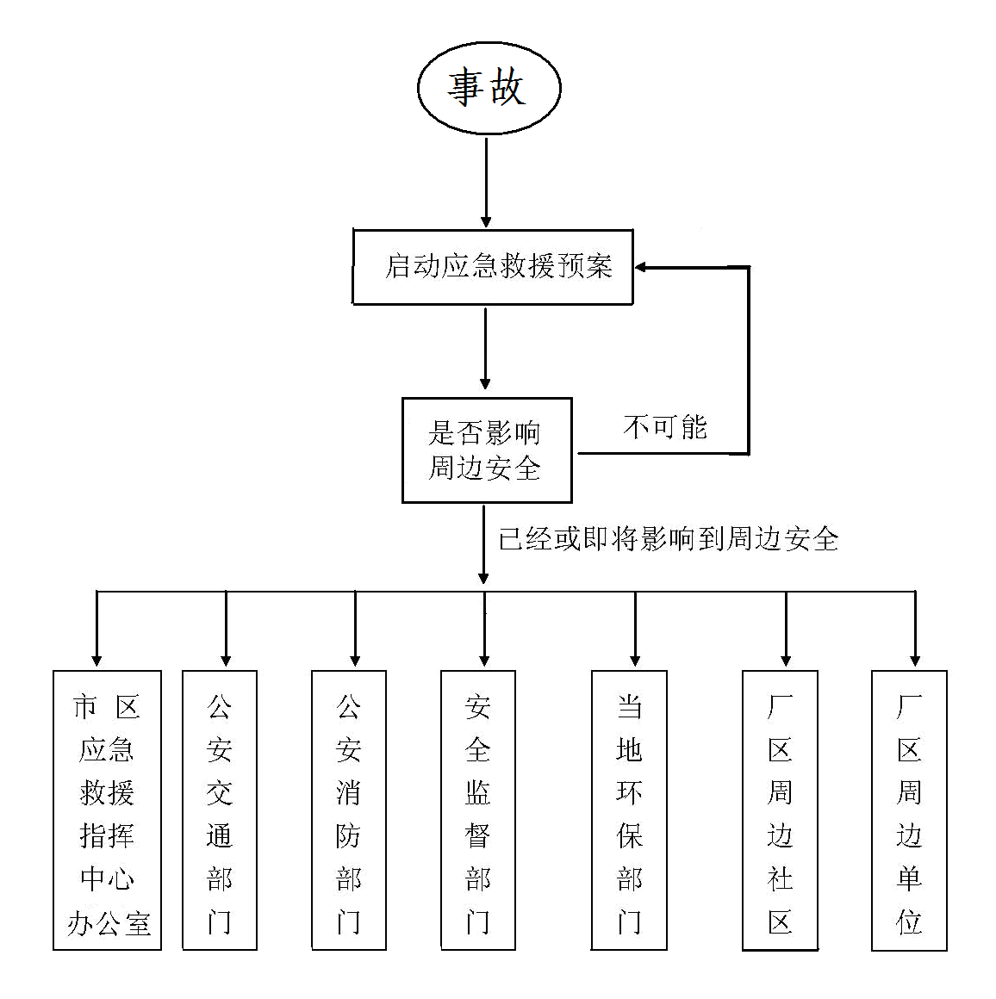 事故
启动应急救援预案
是否影响
周边安全
不可能
已经或即将影响到周边安全
市 区
应急
救援
指挥
中心
办公室
公安交通部门
公安消防部门
安全监督部门
当地环保部门
厂区周边社区
厂区周边单位